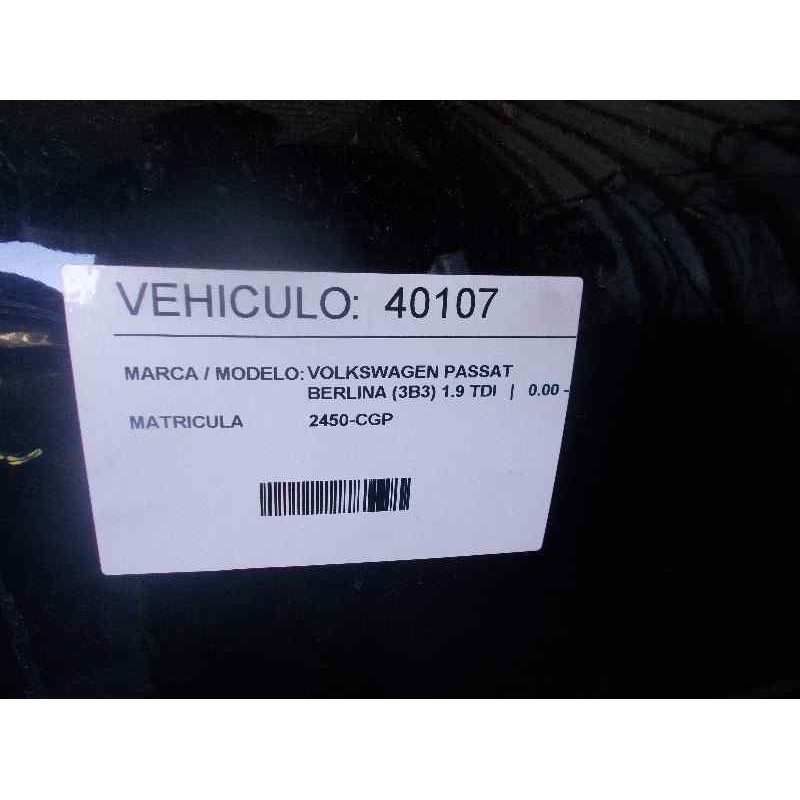 VEHICULO: 40107
MARCA / MODELO: VOLKSWAGEN PASSAT
BERLINA (3B3) 1.9 TDI | 0.00 -
MATRICULA 2450-CGP